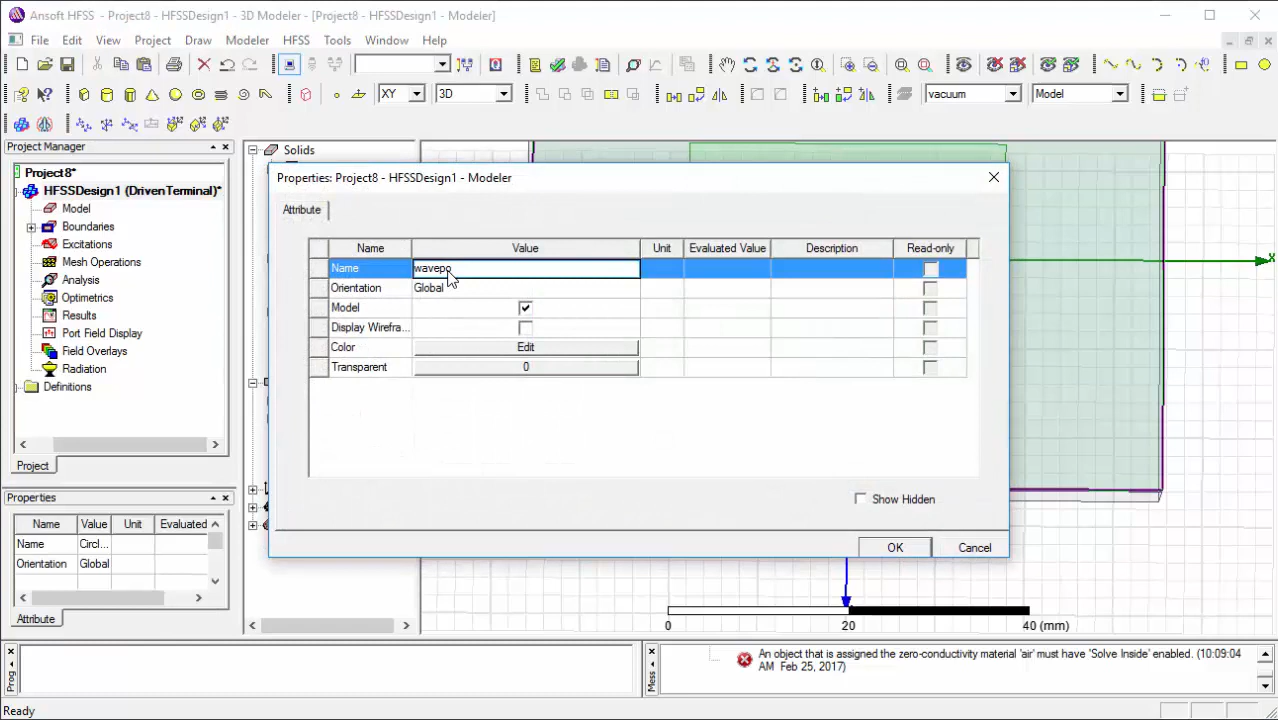 Ansoft HFSS - Project8 - HFSSDesign1 - 3D Modeler - [Project8 - HFSSDesign1 - Modeler]
File Edit View Project Draw Modeler HFSS Tools Window Help
XY 3D vacuum Model
Project Manager
Project8*
HFSSDesign1 (DrivenTerminal)*
Model
Boundaries
Excitations
Mesh Operations
Analysis
Optimetrics
Results
Port Field Display
Field Overlays
Radiation
Definitions
Project
Properties
Name Value Unit Evaluated
Name Circl...
Orientation Global
Attribute
Solids
Properties: Project8 - HFSSDesign1 - Modeler
Attribute
Name Value Unit Evaluated Value Description Read-only
Name wavepo
Orientation Global
Model
Display Wirefra...
Color Edit
Transparent 0
Show Hidden
OK Cancel
X
0 20 40 (mm)
Prog
Mess
An object that is assigned the zero-conductivity material 'air' must have 'Solve Inside' enabled. (10:09:04
AM Feb 25, 2017)
Ready